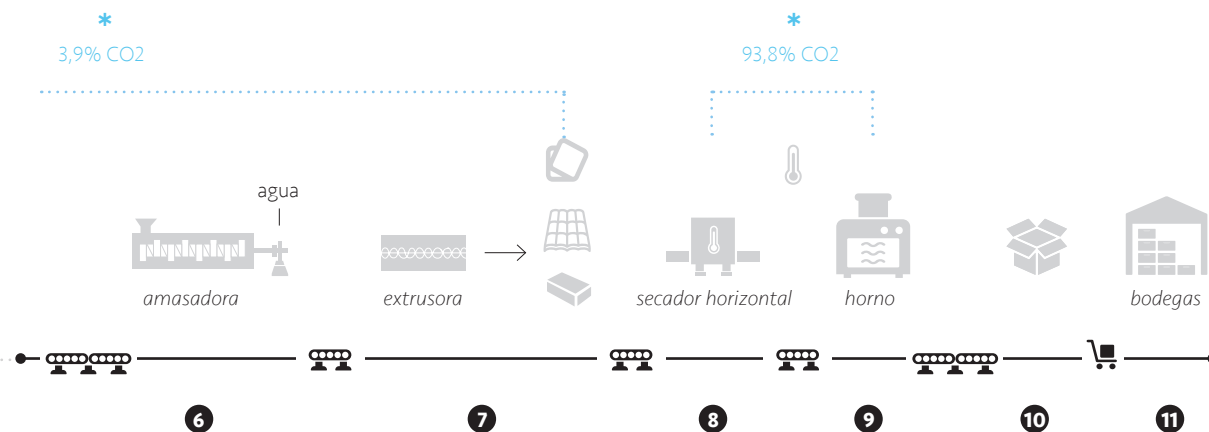 * *
3,9% CO2 93,8% CO2
agua
amasadora extrusora secador horizontal horno bodegas
6 7 8 9 10 11